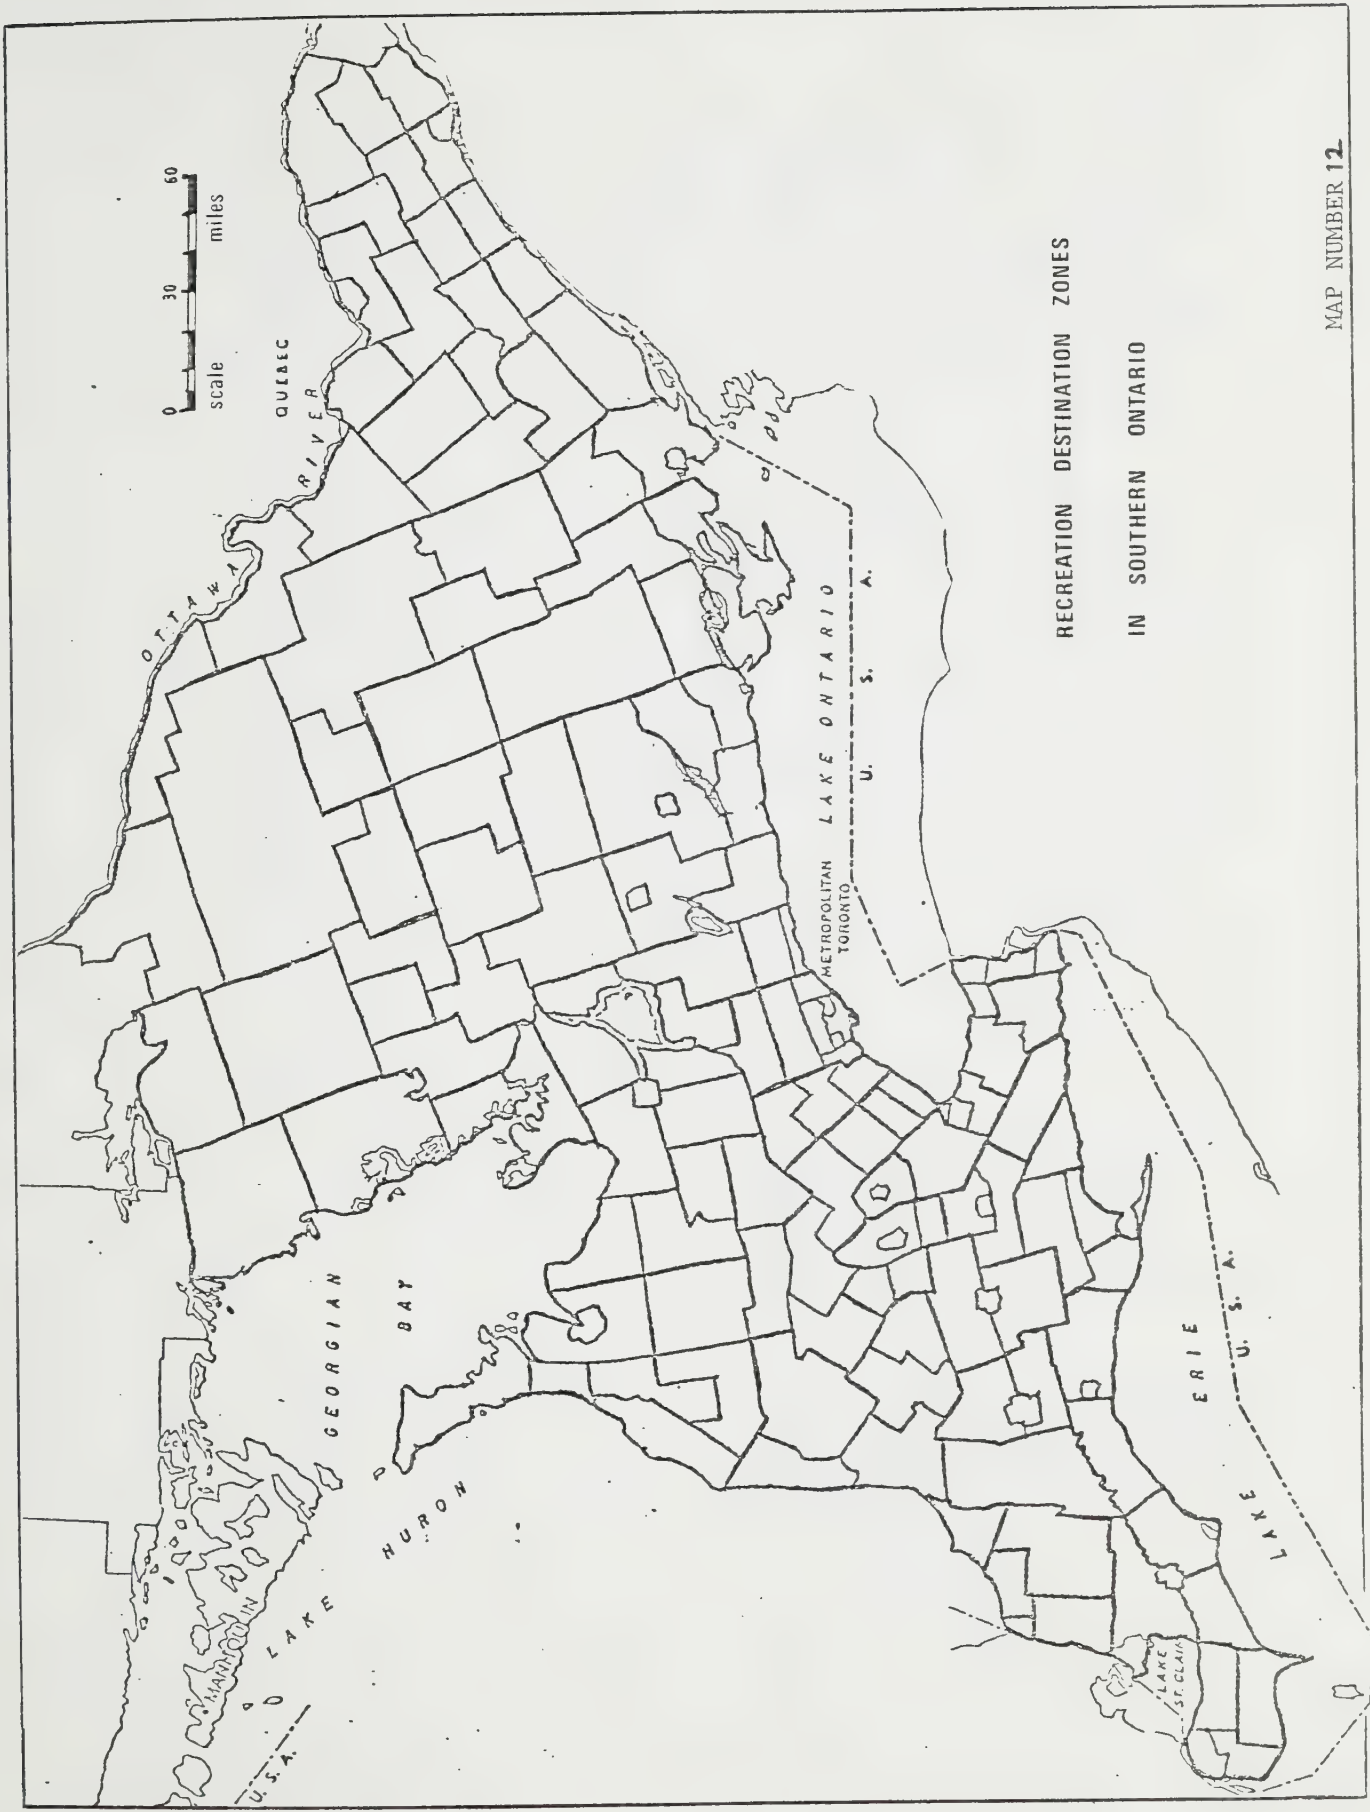 0 30 60
scale miles
QUEBEC
OTTAWA RIVER
GEORGIAN
BAY
MANITOULIN
LAKE HURON
U. S. A.
METROPOLITAN
TORONTO
LAKE ONTARIO
U. S. A.
LAKE ERIE
U. S. A.
LAKE
ST. CLAIR
RECREATION DESTINATION ZONES
IN SOUTHERN ONTARIO
MAP NUMBER 12